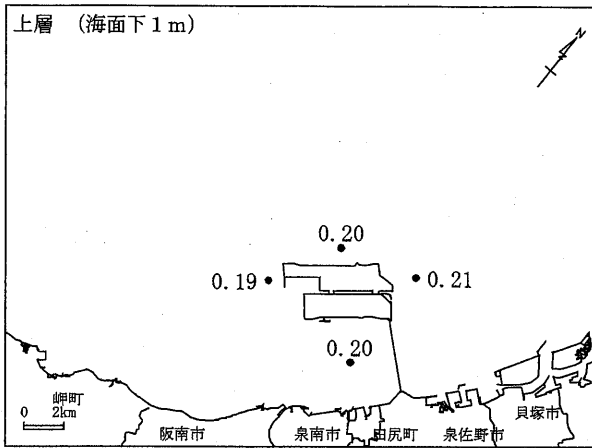 上層 （海面下1m）
N
0.20
0.19
0.21
0.20
岬町
0 2km
阪南市
泉南市
田尻町
泉佐野市
貝塚市